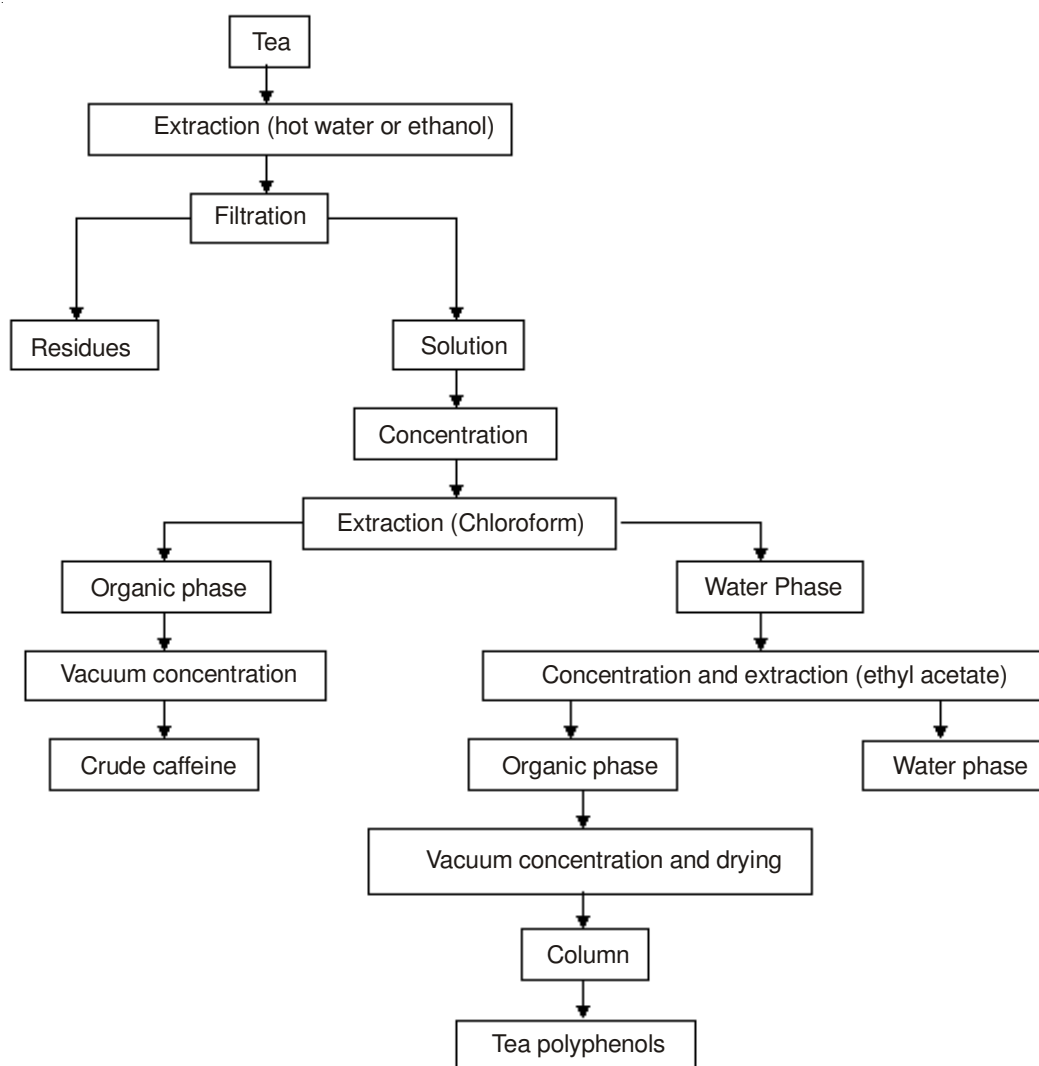 Tea
Extraction (hot water or ethanol)
Filtration
Residues
Solution
Concentration
Extraction (Chloroform)
Organic phase
Water Phase
Vacuum concentration
Concentration and extraction (ethyl acetate)
Crude caffeine
Organic phase
Water phase
Vacuum concentration and drying
Column
Tea polyphenols